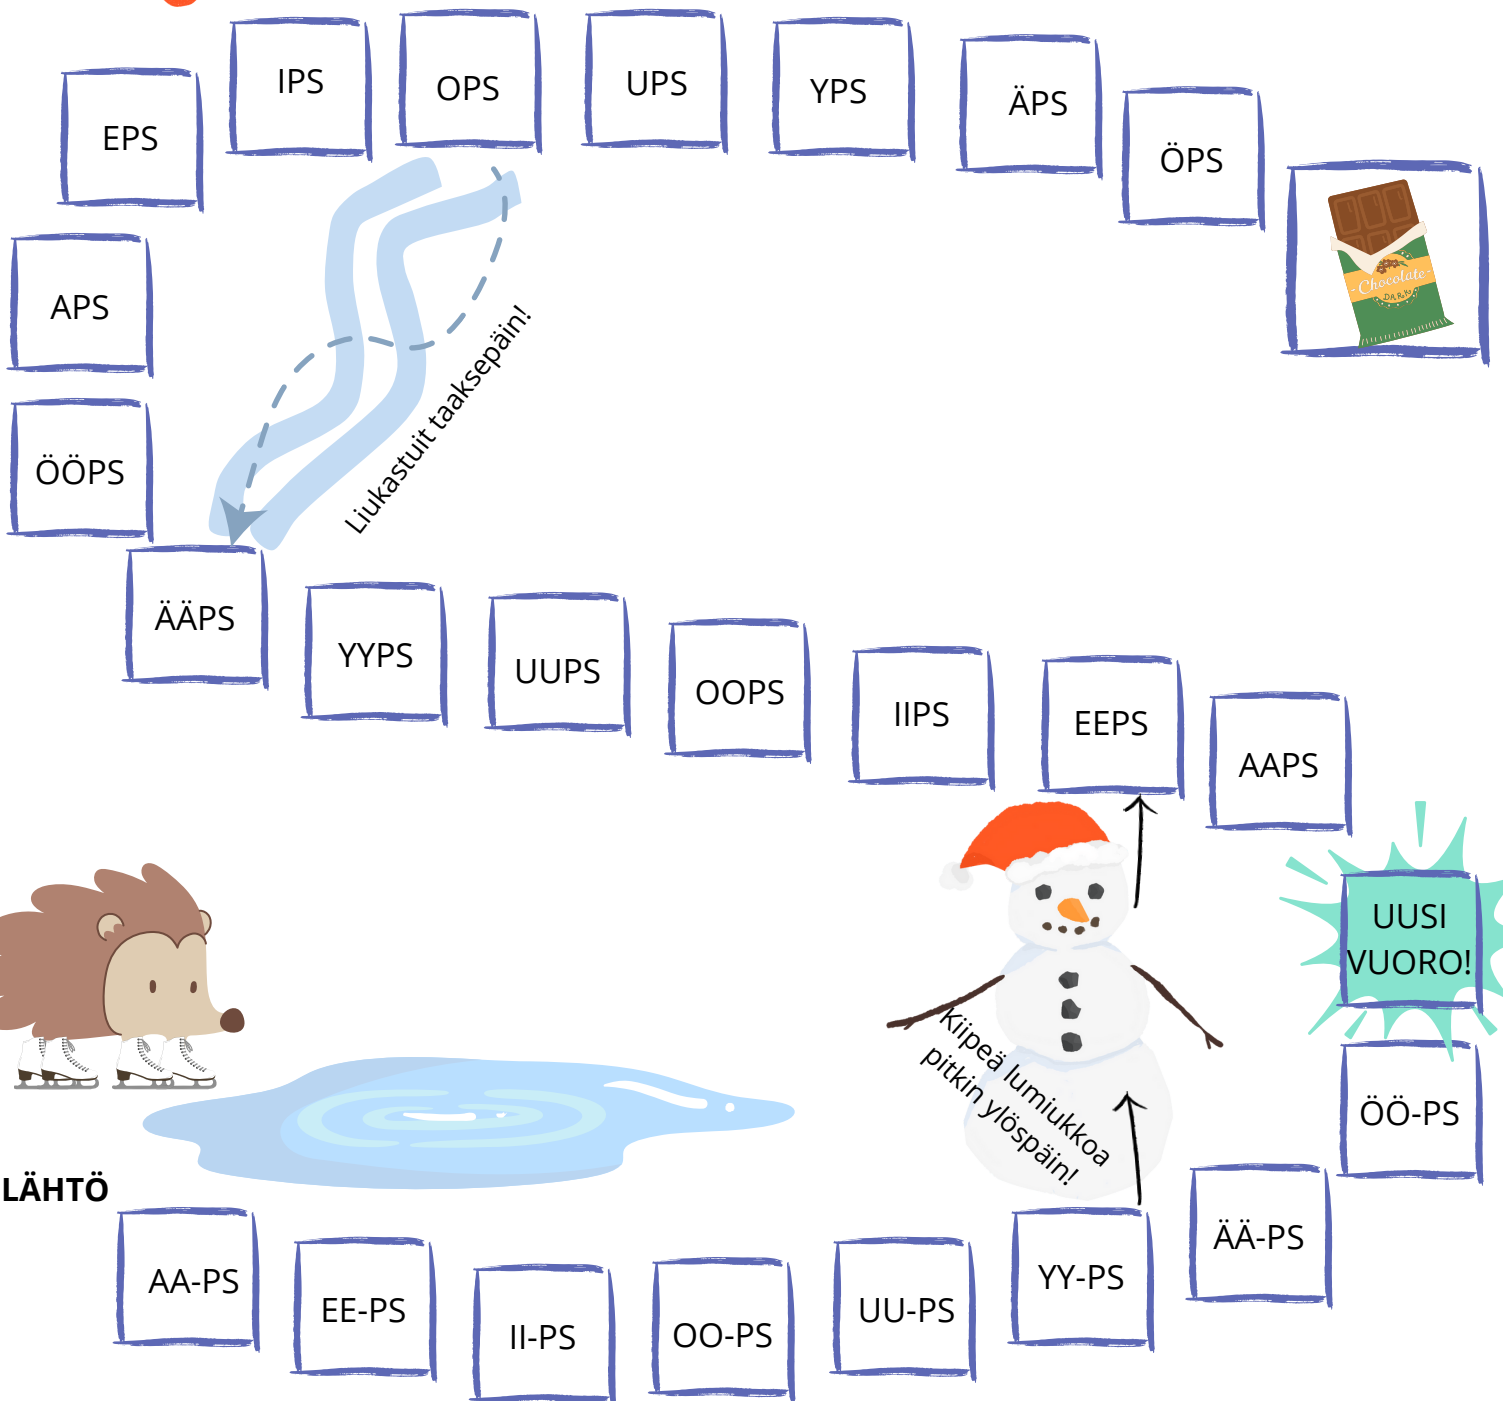 IPS
OPS
UPS
YPS
ÄPS
EPS
ÖPS
Chocolate
DARK
APS
Liukastuit taaksepäin!
ÖÖPS
ÄÄPS
YYPS
UUPS
OOPS
IIPS
EEPS
AAPS
UUSI
VUORO!
Kiipeä lumiukkoa
pitkin ylöspäin!
ÖÖ-PS
LÄHTÖ
AA-PS
EE-PS
II-PS
OO-PS
UU-PS
YY-PS
ÄÄ-PS